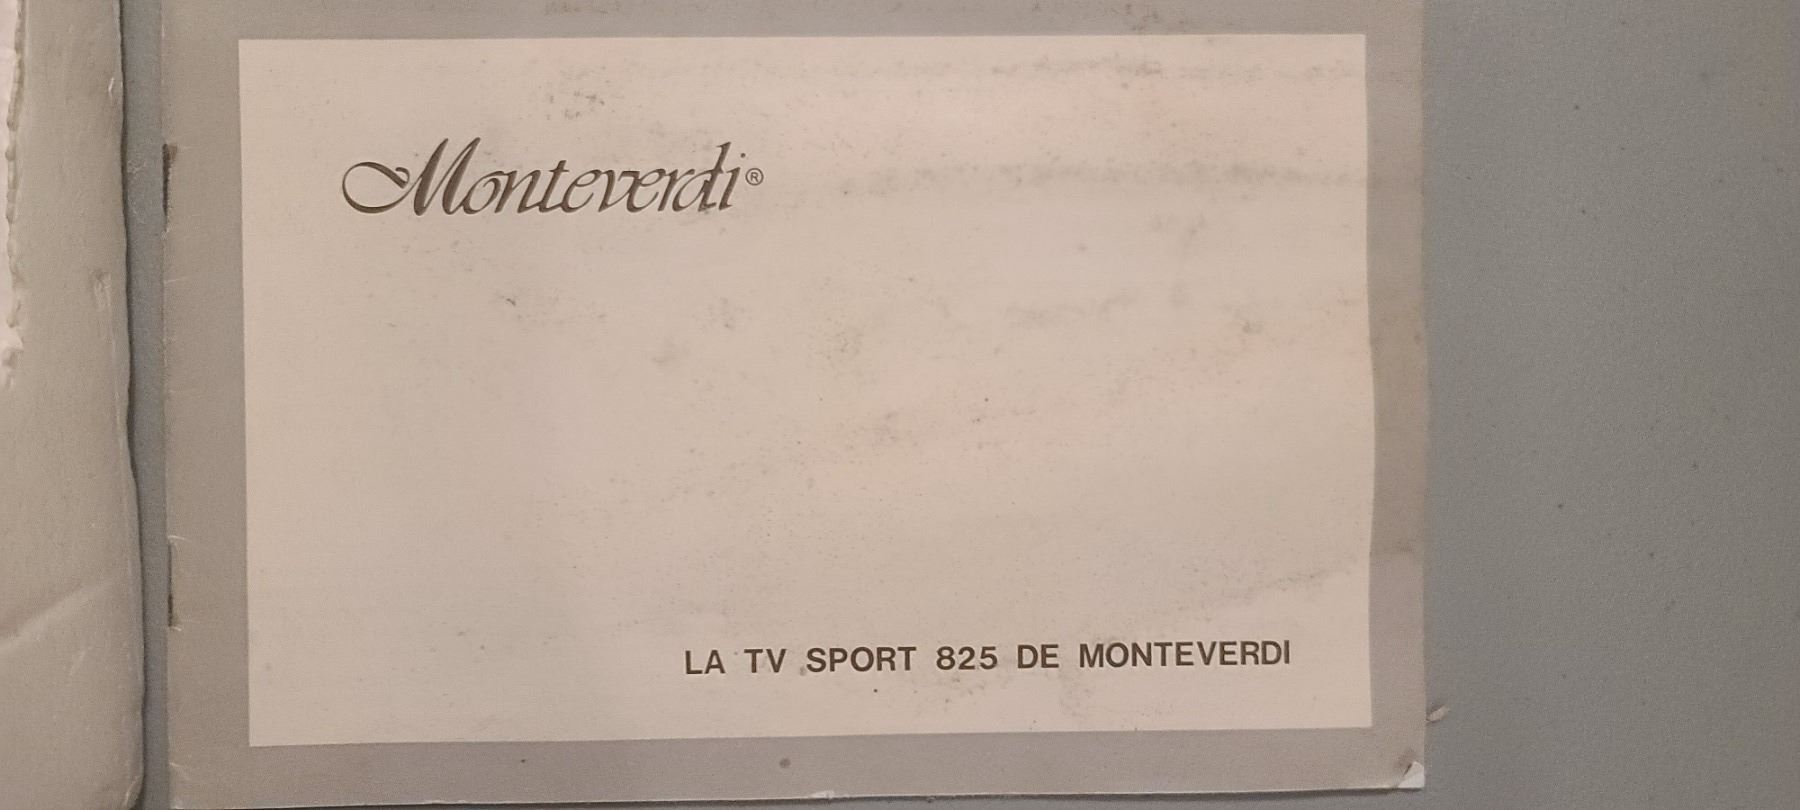 Monteverdi®
LA TV SPORT 825 DE MONTEVERDI